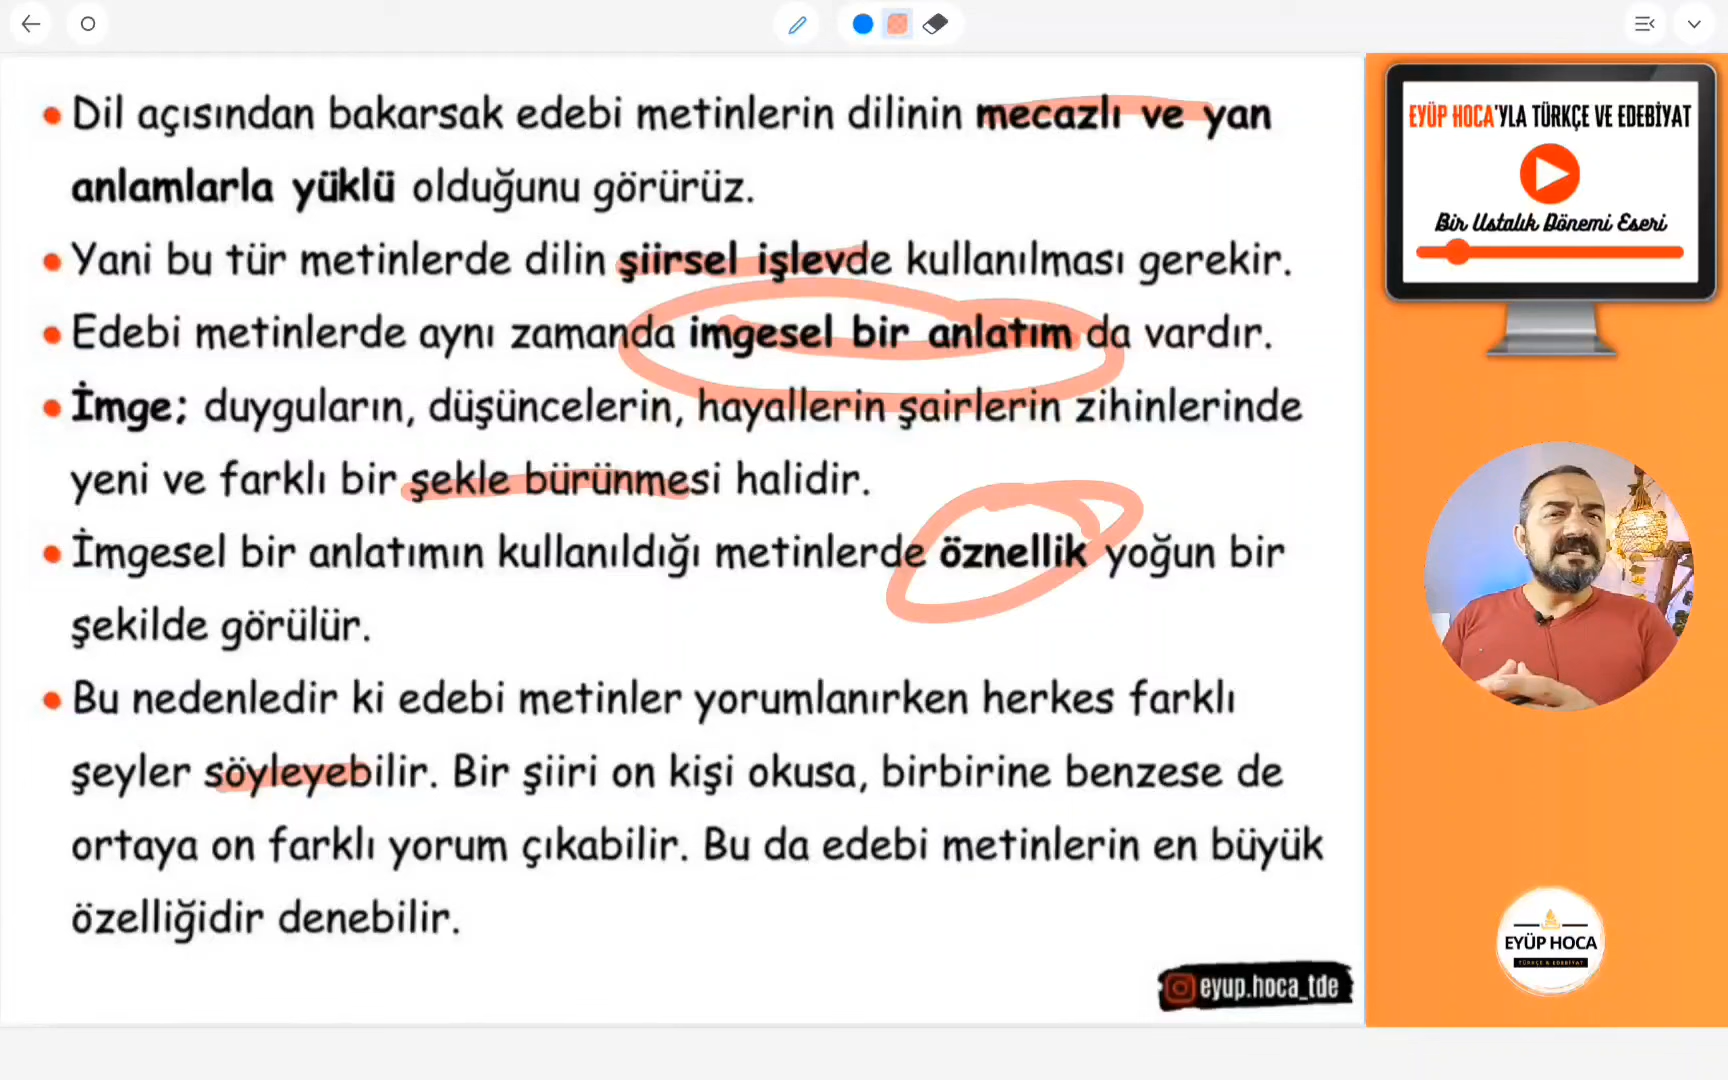 • Dil açısından bakarsak edebi metinlerin dilinin mecazlı ve yan
anlamlarla yüklü olduğunu görürüz.
• Yani bu tür metinlerde dilin şiirsel işlevde kullanılması gerekir.
• Edebi metinlerde aynı zamanda imgesel bir anlatım da vardır.
• İmge; duyguların, düşüncelerin, hayallerin şairlerin zihinlerinde
yeni ve farklı bir şekle bürünmesi halidir.
• İmgesel bir anlatımın kullanıldığı metinlerde öznellik yoğun bir
şekilde görülür.
• Bu nedenledir ki edebi metinler yorumlanırken herkes farklı
şeyler söyleyebilir. Bir şiiri on kişi okusa, birbirine benzese de
ortaya on farklı yorum çıkabilir. Bu da edebi metinlerin en büyük
özelliğidir denebilir.
eyup.hoca_tde
EYÜP HOCA'YLA TÜRKÇE VE EDEBİYAT
Bir Ustalık Dönemi Eseri
EYÜP HOCA
TÜRKÇE & EDEBİYAT